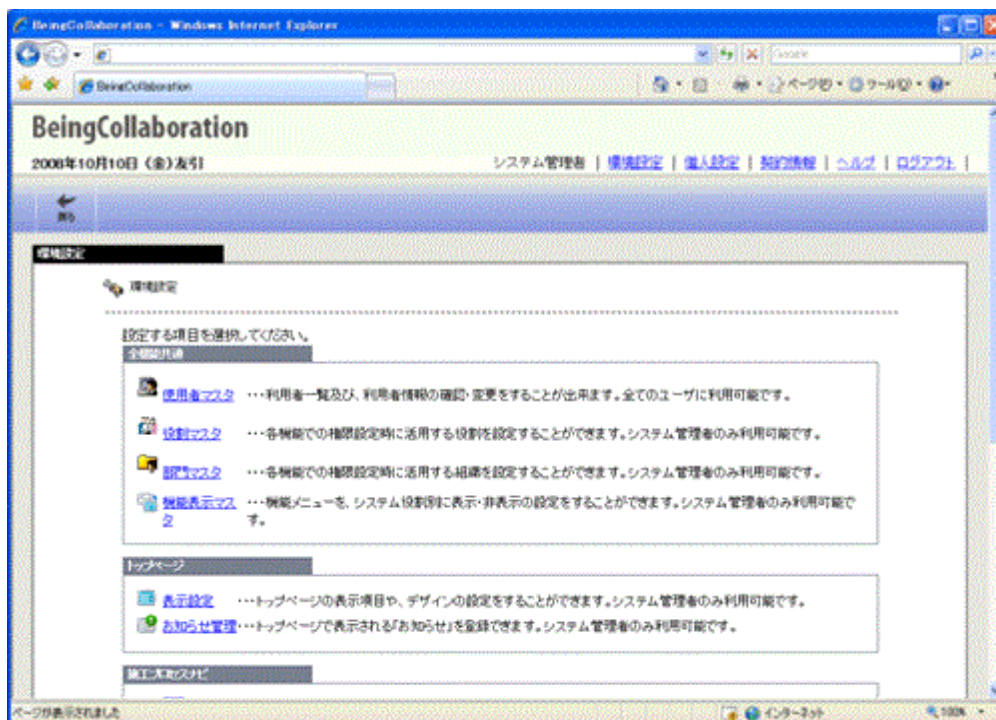 BeingCollaboration - Windows Internet Explorer
Google
BeingCollaboration
ページ(P) ツール(O)
BeingCollaboration
2008年10月10日 (金)友引
システム管理者 | 環境設定 | 個人設定 | 契約情報 | ヘルプ | ログアウト |
戻る
環境設定
環境設定
設定する項目を選択してください。
全機能共通
使用者マスタ ・・・利用者一覧及び、利用者情報の確認・変更をすることが出来ます。全てのユーザに利用可能です。
役割マスタ ・・・各機能での権限設定時に活用する役割を設定することができます。システム管理者のみ利用可能です。
部門マスタ ・・・各機能での権限設定時に活用する組織を設定することができます。システム管理者のみ利用可能です。
機能表示マス ・・・機能メニューを、システム役割別に表示・非表示の設定をすることができます。システム管理者のみ利用可能で
タ す。
トップページ
表示設定 ・・・トップページの表示項目や、デザインの設定をすることができます。システム管理者のみ利用可能です。
お知らせ管理・・・トップページで表示される「お知らせ」を登録できます。システム管理者のみ利用可能です。
施工プロセスナビ
ページが表示されました
インターネット
100%